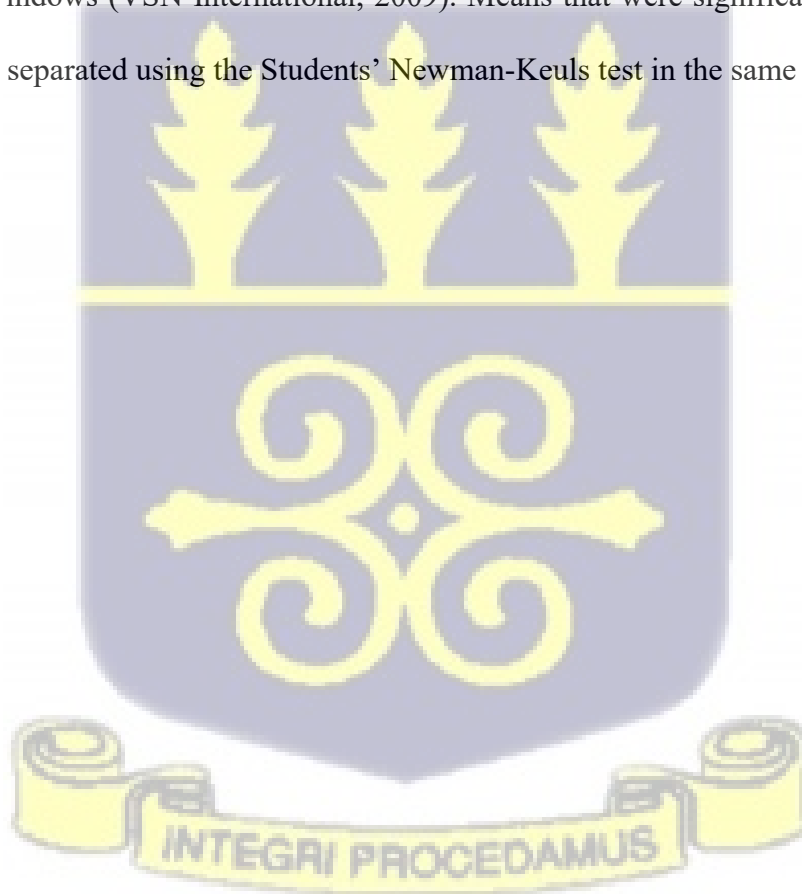 indows (VSN International, 2009). Means that were significa
separated using the Students’ Newman-Keuls test in the same
INTEGRI PROCEDAMUS